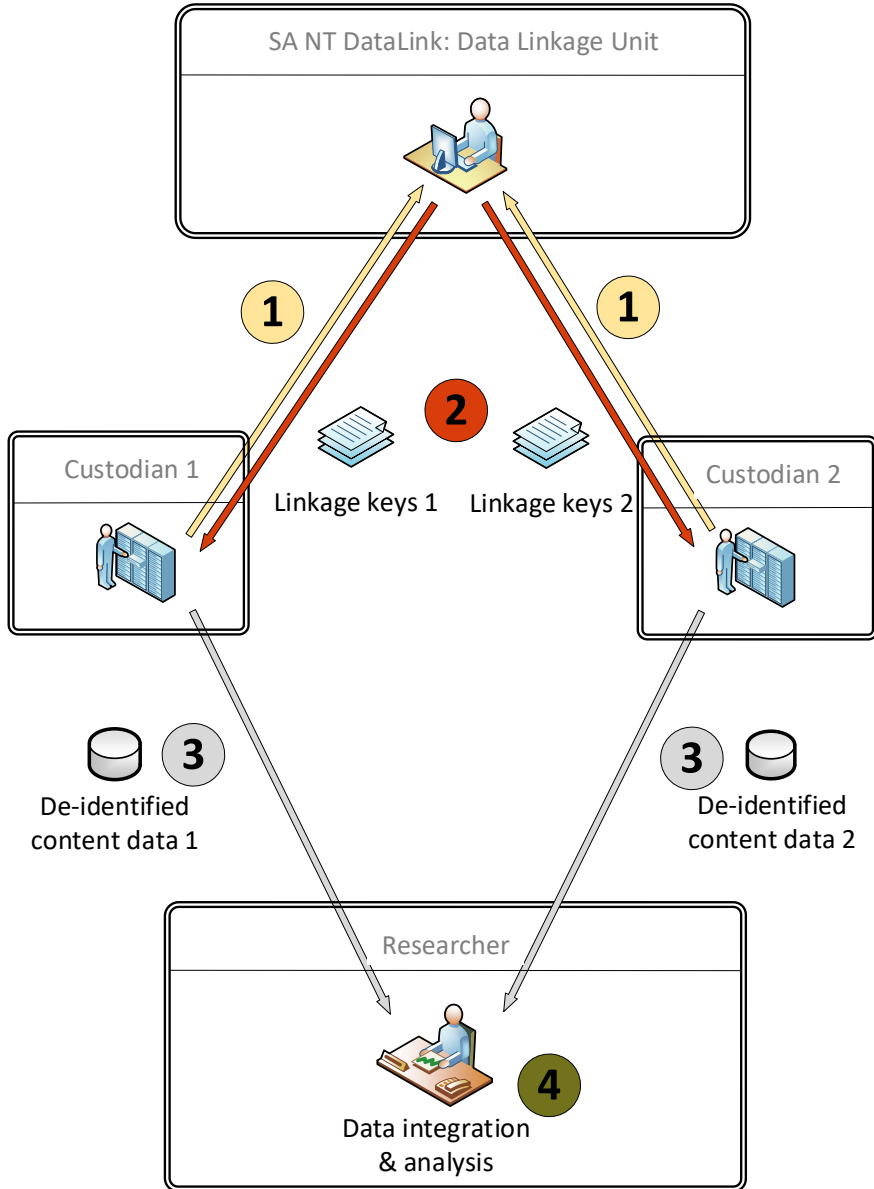 SA NT DataLink: Data Linkage Unit
1
1
2
Custodian 1
Custodian 2
Linkage keys 1
Linkage keys 2
3
3
De-identified
content data 1
De-identified
content data 2
Researcher
4
Data integration
& analysis